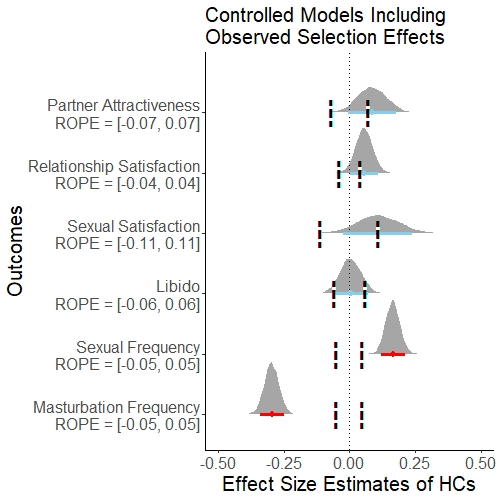 Controlled Models Including
Observed Selection Effects
Outcomes
Partner Attractiveness
ROPE = [-0.07, 0.07]
Relationship Satisfaction
ROPE = [-0.04, 0.04]
Sexual Satisfaction
ROPE = [-0.11, 0.11]
Libido
ROPE = [-0.06, 0.06]
Sexual Frequency
ROPE = [-0.05, 0.05]
Masturbation Frequency
ROPE = [-0.05, 0.05]
-0.50 -0.25 0.00 0.25 0.50
Effect Size Estimates of HCs